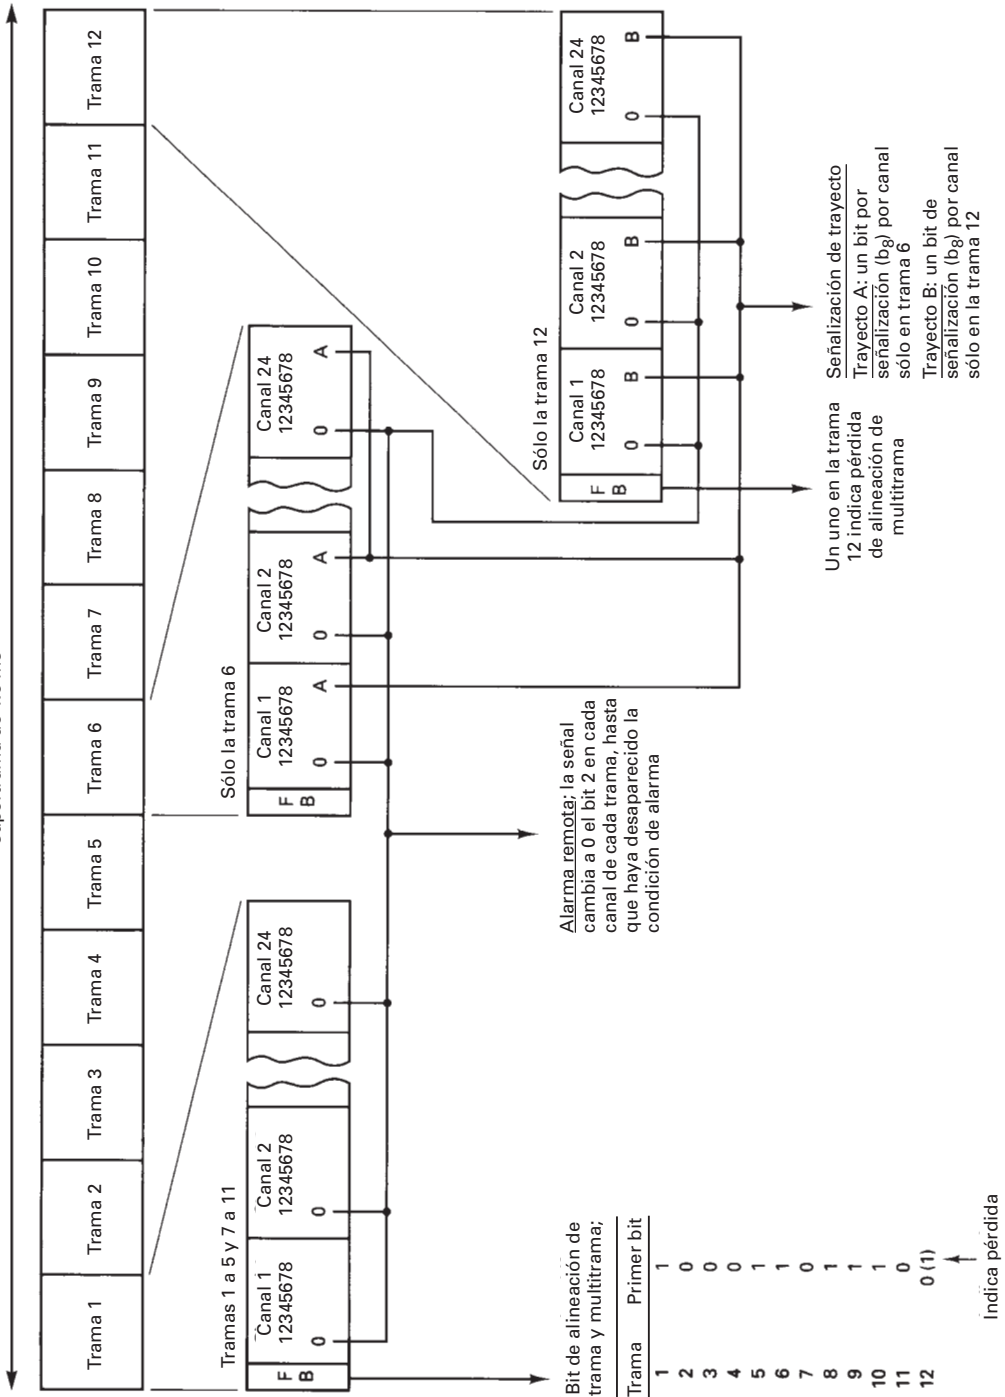 Trama 1
Trama 2
Trama 3
Trama 4
Trama 5
Trama 6
Trama 7
Trama 8
Trama 9
Trama 10
Trama 11
Trama 12
Tramas 1 a 5 y 7 a 11
F
B
Canal 1
12345678
0
Canal 2
12345678
0
Canal 24
12345678
0
Sólo la trama 6
F
B
Canal 1
12345678
0 A
Canal 2
12345678
0 A
Canal 24
12345678
0 A
Sólo la trama 12
F
B
Canal 1
12345678
0 B
Canal 2
12345678
0 B
Canal 24
12345678
0 B
Bit de alineación de
trama y multitrama;
Trama Primer bit
1 1
2 0
3 0
4 0
5 1
6 1
7 0
8 1
9 1
10 1
11 0
12 0 (1)
Indica pérdida
Alarma remota; la señal
cambia a 0 el bit 2 en cada
canal de cada trama, hasta
que haya desaparecido la
condición de alarma
Un uno en la trama
12 indica pérdida
de alineación de
multitrama
Señalización de trayecto
Trayecto A: un bit por
señalización (b8) por canal
sólo en trama 6
Trayecto B: un bit de
señalización (b8) por canal
sólo en la trama 12